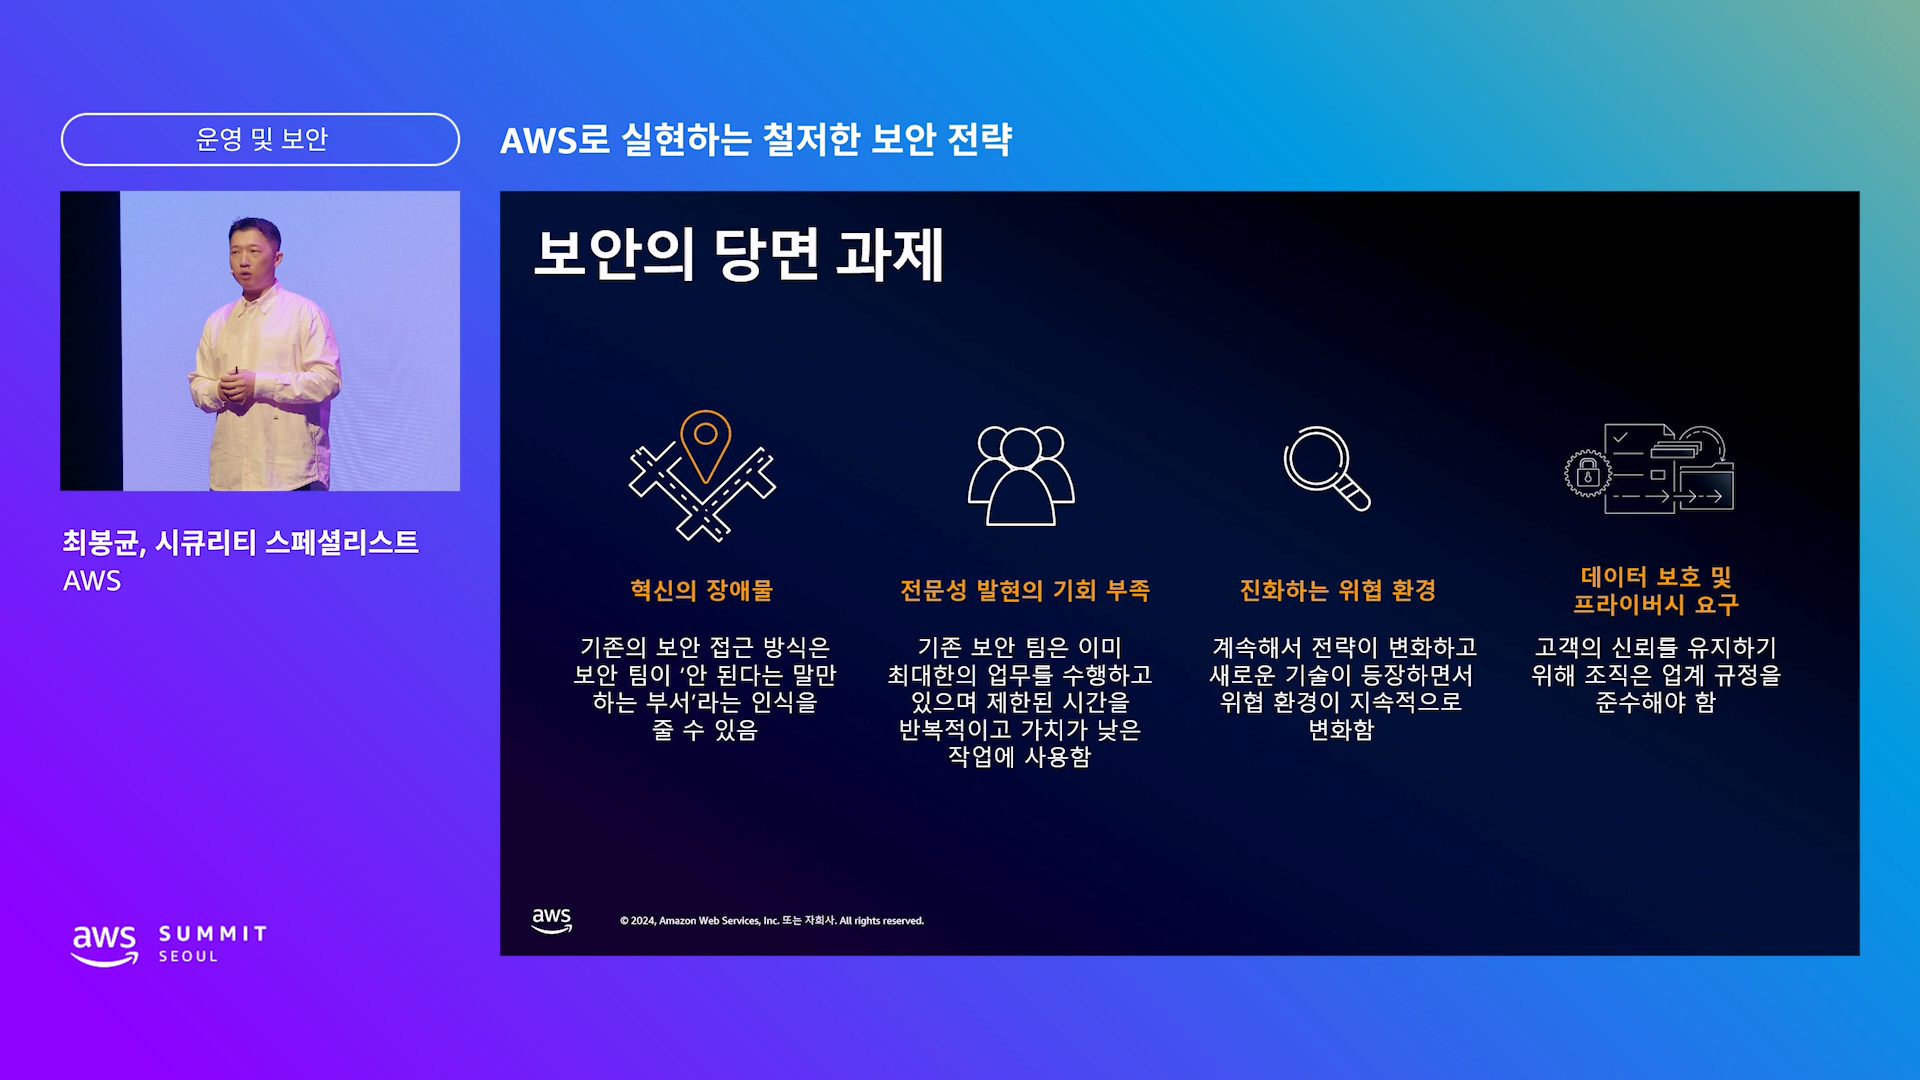 운영 및 보안
AWS로 실현하는 철저한 보안 전략
최봉균, 시큐리티 스페셜리스트
AWS
보안의 당면 과제
혁신의 장애물
기존의 보안 접근 방식은
보안 팀이 ‘안 된다는 말만
하는 부서’라는 인식을
줄 수 있음
전문성 발현의 기회 부족
기존 보안 팀은 이미
최대한의 업무를 수행하고
있으며 제한된 시간을
반복적이고 가치가 낮은
작업에 사용함
진화하는 위협 환경
계속해서 전략이 변화하고
새로운 기술이 등장하면서
위협 환경이 지속적으로
변화함
데이터 보호 및
프라이버시 요구
고객의 신뢰를 유지하기
위해 조직은 업계 규정을
준수해야 함
aws
© 2024, Amazon Web Services, Inc. 또는 자회사. All rights reserved.
aws
SUMMIT
SEOUL